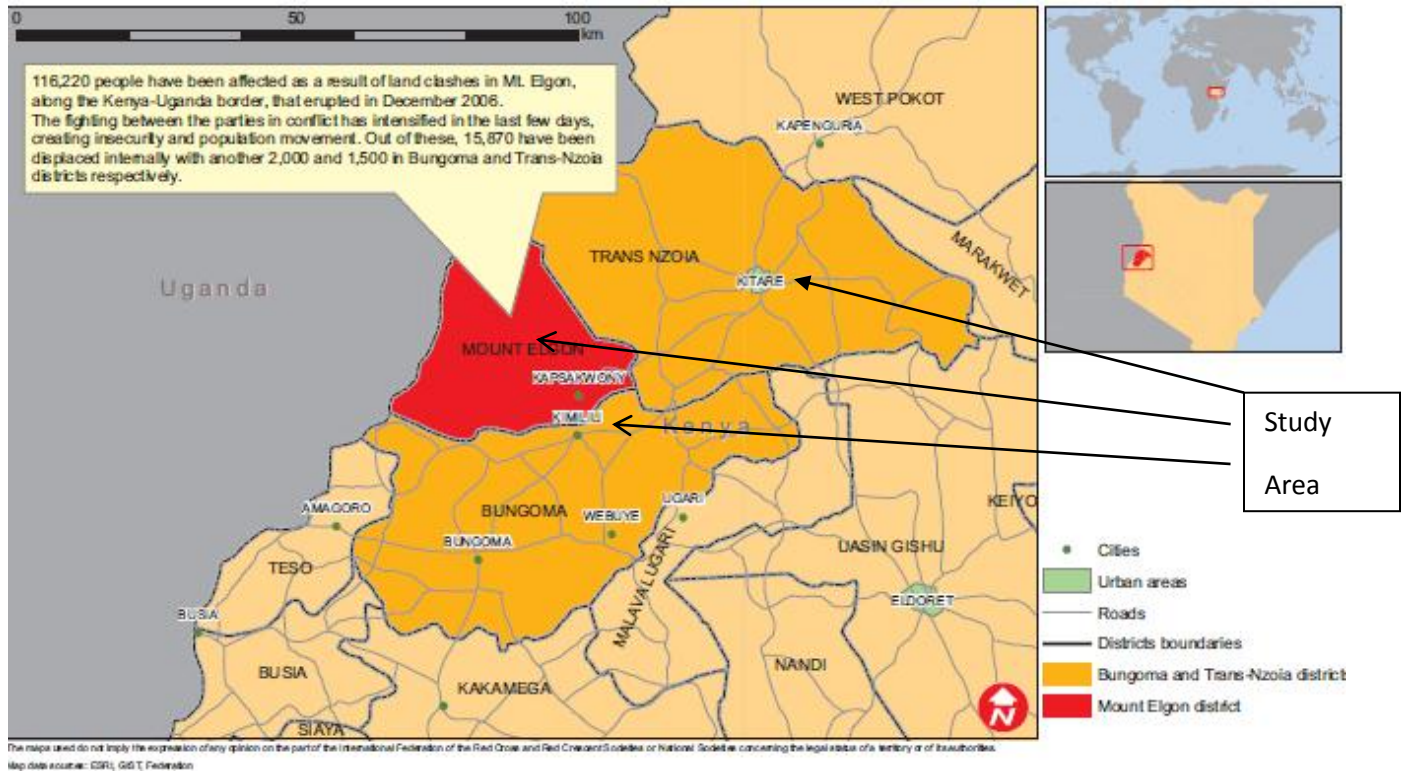 0 50 100
km
116,220 people have been affected as a result of land clashes in Mt. Elgon,
along the Kenya-Uganda border, that erupted in December 2006.
The fighting between the parties in conflict has intensified in the last few days,
creating insecurity and population movement. Out of these, 15,870 have been
displaced internally with another 2,000 and 1,500 in Bungoma and Trans-Nzoia
districts respectively.
WEST POKOT
KAPENGURIA
TRANS NZOIA
MARAKWET
KITARE
Uganda
MOUNT ELGON
KAPSAKWONY
KIMILILI
Kenya
Study
Area
AMAGORO
BUNGOMA
WEBUYE
UGARI
KEIYO
BUNGOMA
UASIN GISHU
TESO
MALAVALUGARI
ELDORET
BUSIA
BUSIA
KAKAMEGA
NANDI
SIAYA
N
Cities
Urban areas
Roads
Districts boundaries
Bungoma and Trans-Nzoia district
Mount Elgon district
The maps used do not imply the expression of any opinion on the part of the International Federation of the Red Cross and Red Crescent Societies or National Societies concerning the legal status of a territory or of its authorities.
Map data sources: ESRI, GIST, Federation